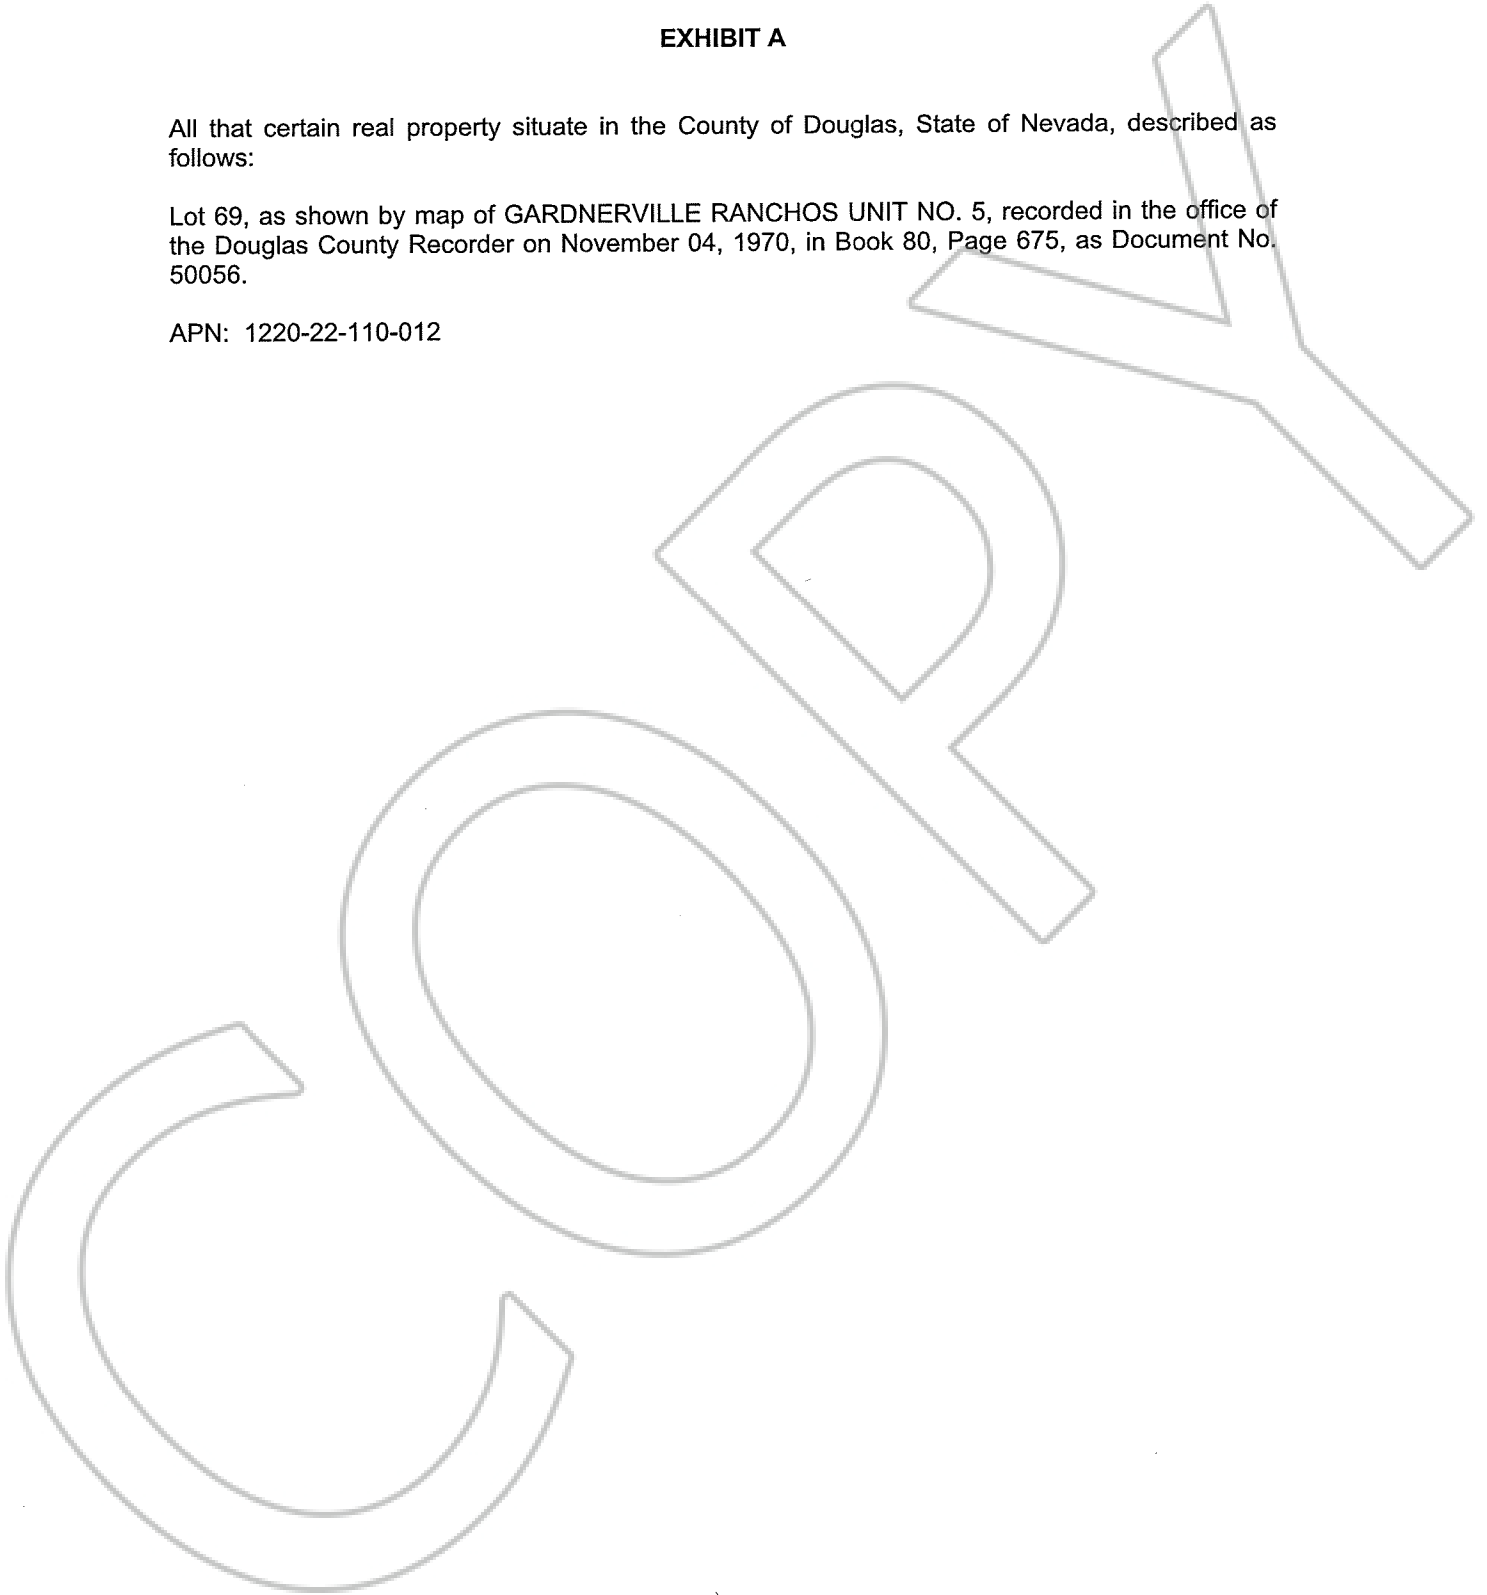 EXHIBIT A
All that certain real property situate in the County of Douglas, State of Nevada, described as
follows:
Lot 69, as shown by map of GARDNERVILLE RANCHOS UNIT NO. 5, recorded in the office of
the Douglas County Recorder on November 04, 1970, in Book 80, Page 675, as Document No.
50056.
APN: 1220-22-110-012
COPY